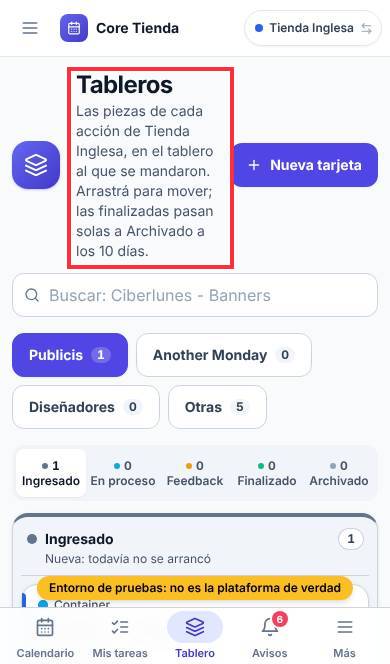 Core Tienda
Tienda Inglesa
Tableros
Las piezas de cada
acción de Tienda
Inglesa, en el tablero
al que se mandaron.
Arrastrá para mover;
las finalizadas pasan
solas a Archivado a
los 10 días.
+ Nueva tarjeta
Buscar: Ciberlunes - Banners
Publicis 1
Another Monday 0
Diseñadores 0
Otras 5
1 Ingresado
0 En proceso
0 Feedback
0 Finalizado
0 Archivado
Ingresado 1
Nueva: todavía no se arrancó
Entorno de pruebas: no es la plataforma de verdad
Container
6
Calendario
Mis tareas
Tablero
Avisos
Más